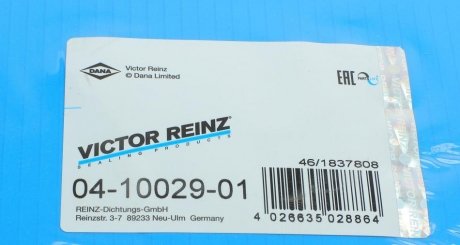 DANA
Victor Reinz
© Dana Limited
EAC
VICTOR REINZ
SEALING PRODUCTS
46/1837808
04-10029-01
REINZ-Dichtungs-GmbH
Reinzstr. 3-7 89233 Neu-Ulm Germany
4 026635 028864